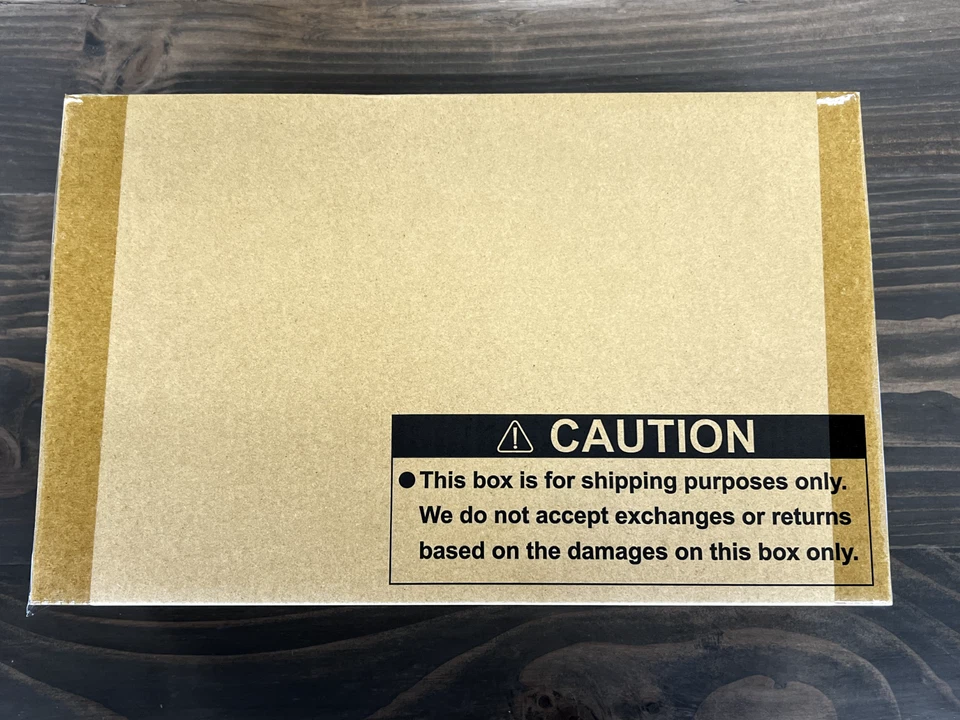 CAUTION
●This box is for shipping purposes only.
We do not accept exchanges or returns
based on the damages on this box only.